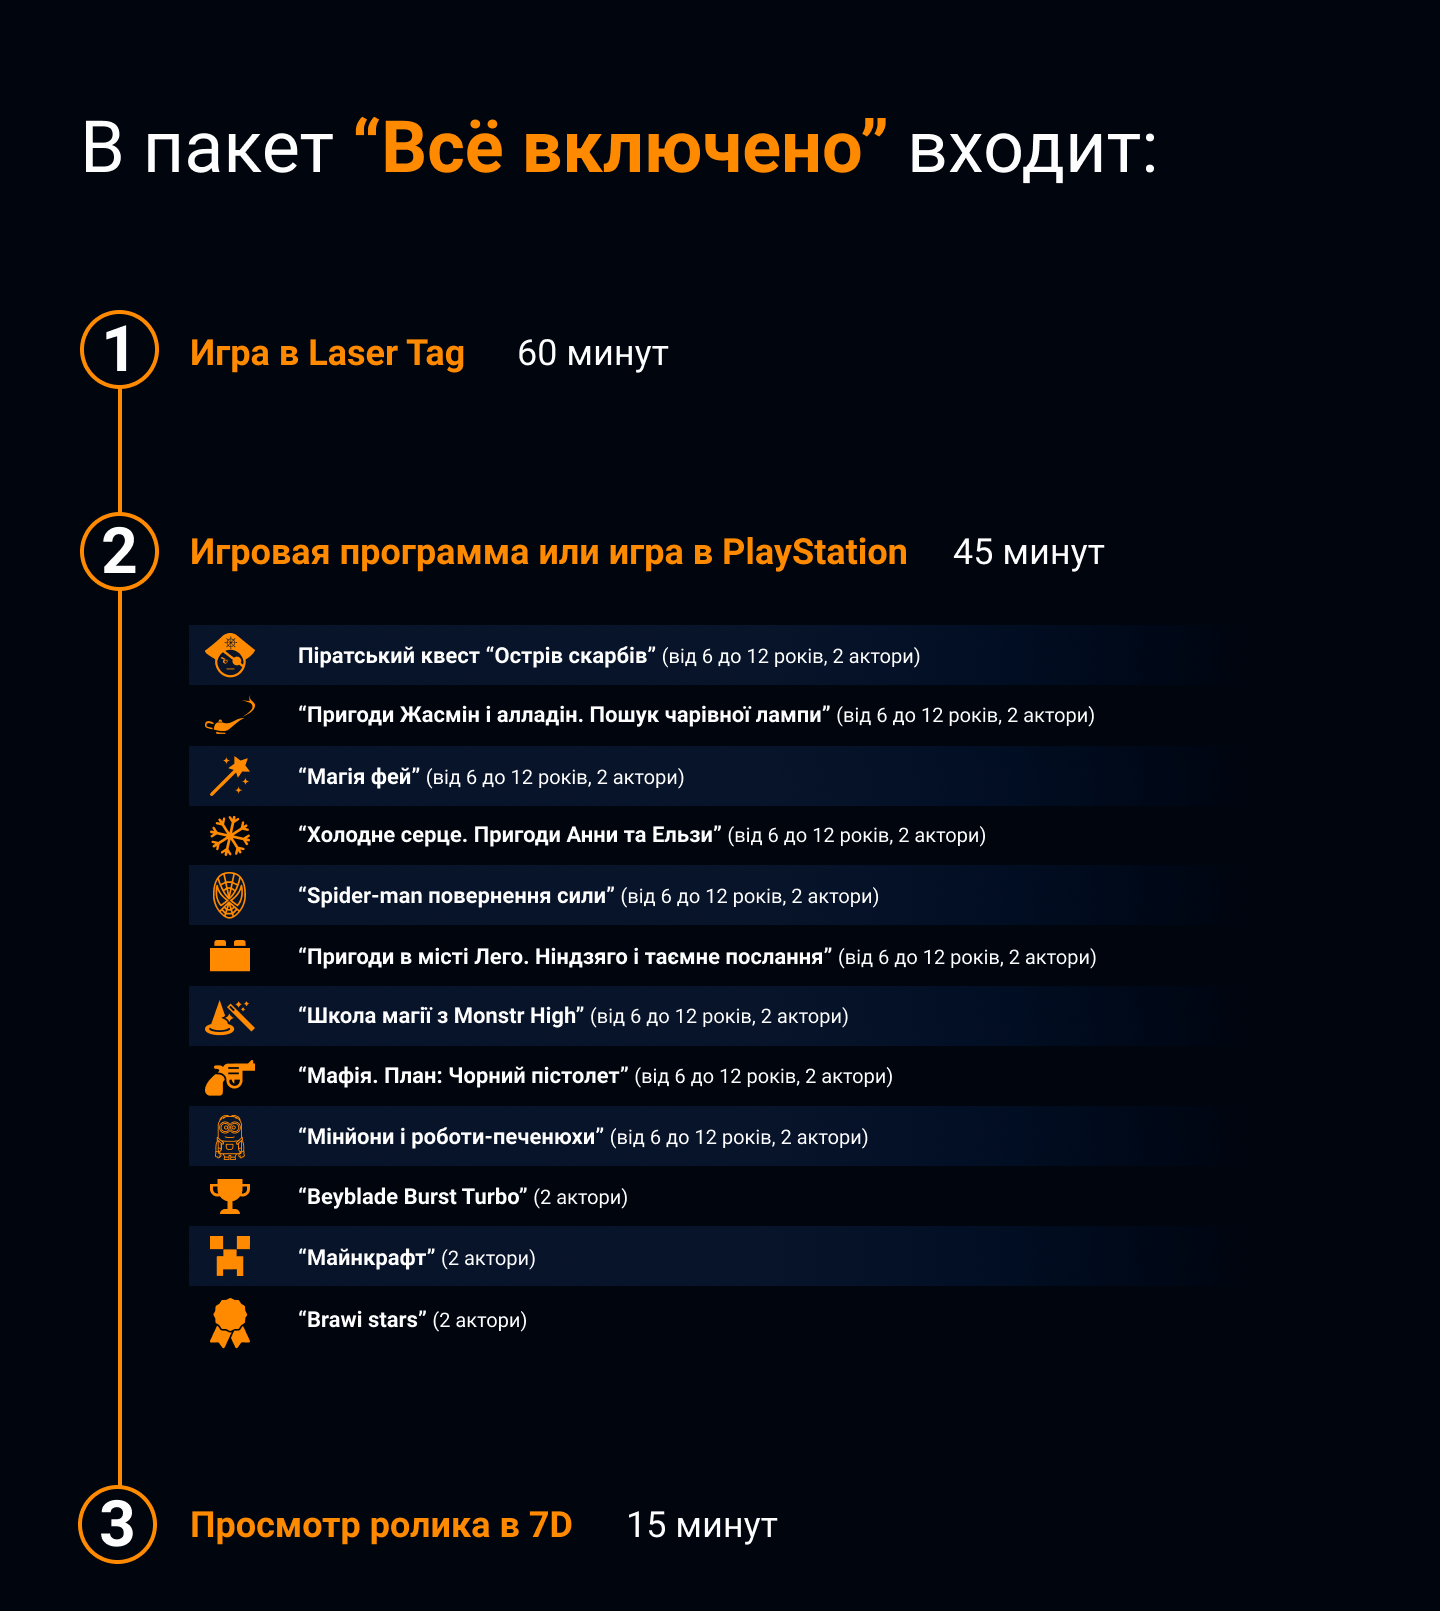 В пакет “Всё включено” входит:
1
Игра в Laser Tag 60 минут
2
Игровая программа или игра в PlayStation 45 минут
Піратський квест “Острів скарбів” (від 6 до 12 років, 2 актори)
“Пригоди Жасмін і алладін. Пошук чарівної лампи” (від 6 до 12 років, 2 актори)
“Магія фей” (від 6 до 12 років, 2 актори)
“Холодне серце. Пригоди Анни та Ельзи” (від 6 до 12 років, 2 актори)
“Spider-man повернення сили” (від 6 до 12 років, 2 актори)
“Пригоди в місті Лего. Ніндзяго і таємне послання” (від 6 до 12 років, 2 актори)
“Школа магії з Monstr High” (від 6 до 12 років, 2 актори)
“Мафія. План: Чорний пістолет” (від 6 до 12 років, 2 актори)
“Мінйони і роботи-печенюхи” (від 6 до 12 років, 2 актори)
“Beyblade Burst Turbo” (2 актори)
“Майнкрафт” (2 актори)
“Brawi stars” (2 актори)
3
Просмотр ролика в 7D 15 минут